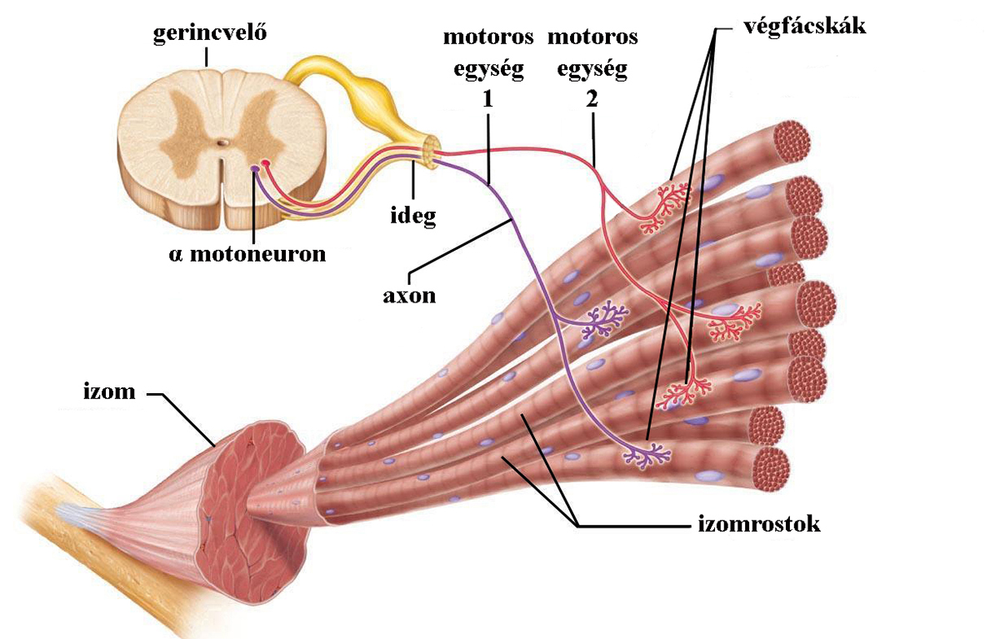 gerincvelő
motoros
egység
1
motoros
egység
2
végfácskák
ideg
α motoneuron
axon
izom
izomrostok